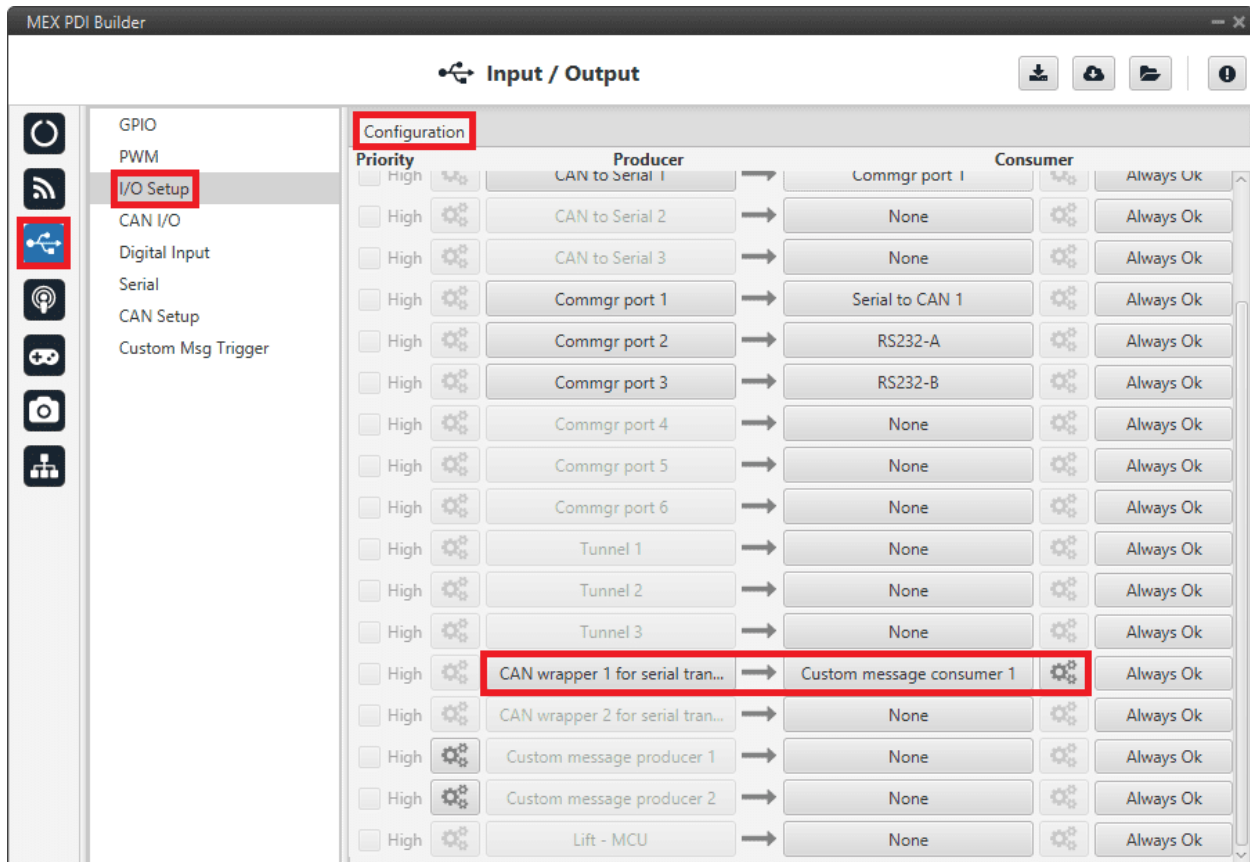 MEX PDI Builder
Input / Output
GPIO
PWM
I/O Setup
CAN I/O
Digital Input
Serial
CAN Setup
Custom Msg Trigger
Configuration
Priority Producer Consumer
High CAN to Serial 1 Commgr port 1 Always Ok
High CAN to Serial 2 None Always Ok
High CAN to Serial 3 None Always Ok
High Commgr port 1 Serial to CAN 1 Always Ok
High Commgr port 2 RS232-A Always Ok
High Commgr port 3 RS232-B Always Ok
High Commgr port 4 None Always Ok
High Commgr port 5 None Always Ok
High Commgr port 6 None Always Ok
High Tunnel 1 None Always Ok
High Tunnel 2 None Always Ok
High Tunnel 3 None Always Ok
High CAN wrapper 1 for serial tran... Custom message consumer 1 Always Ok
High CAN wrapper 2 for serial tran... None Always Ok
High Custom message producer 1 None Always Ok
High Custom message producer 2 None Always Ok
High Lift - MCU None Always Ok